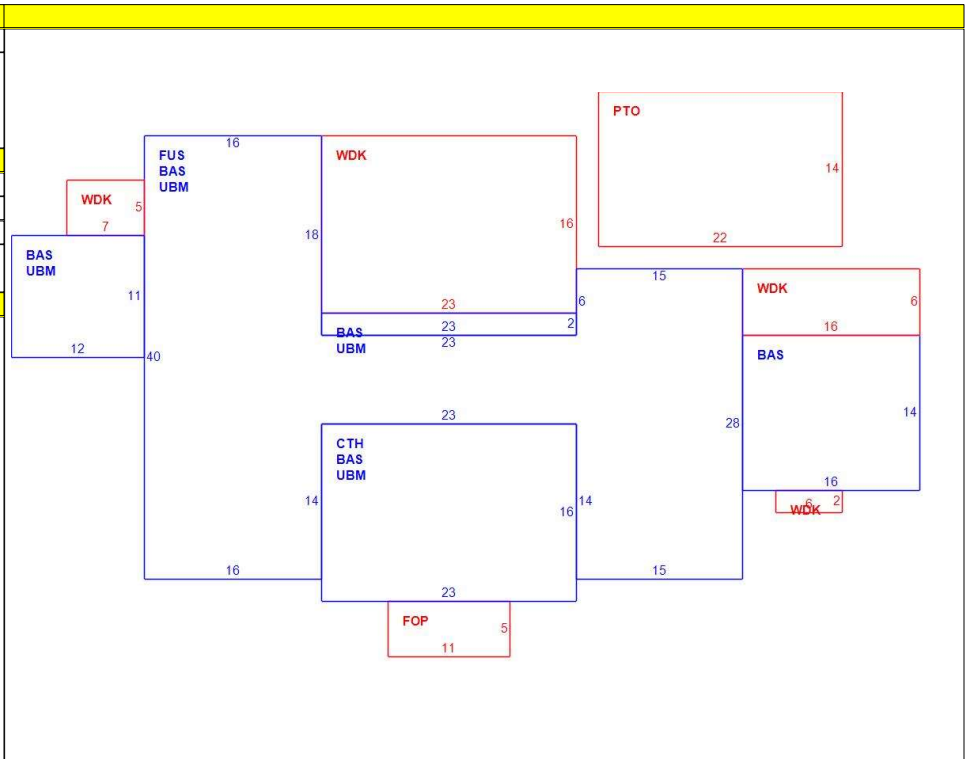 PTO
14
22
16
FUS
BAS
UBM
18
WDK
16
23
WDK
5
7
BAS
UBM
11
12
40
23
2
BAS
UBM
23
6
15
WDK
6
16
BAS
14
16
28
WDK
6
2
23
CTH
BAS
UBM
14
16
14
23
16
15
FOP
5
11